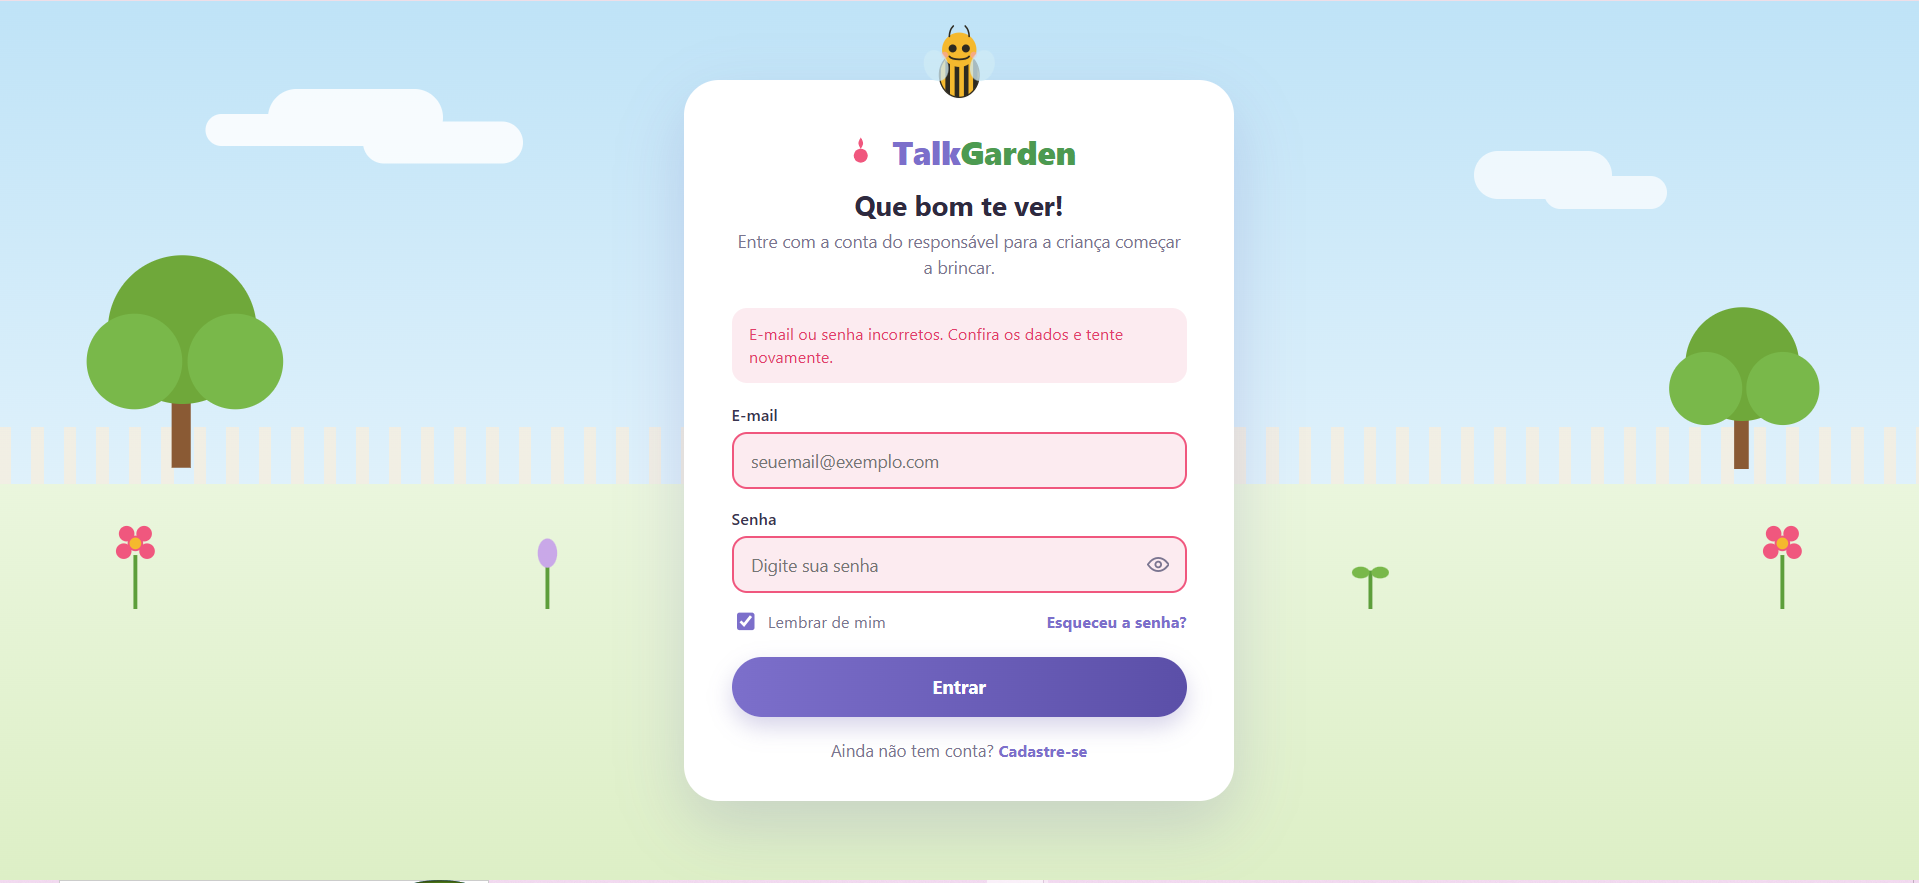 TalkGarden
Que bom te ver!
Entre com a conta do responsável para a criança começar
a brincar.
E-mail ou senha incorretos. Confira os dados e tente
novamente.
E-mail
seuemail@exemplo.com
Senha
Digite sua senha
Lembrar de mim
Esqueceu a senha?
Entrar
Ainda não tem conta? Cadastre-se